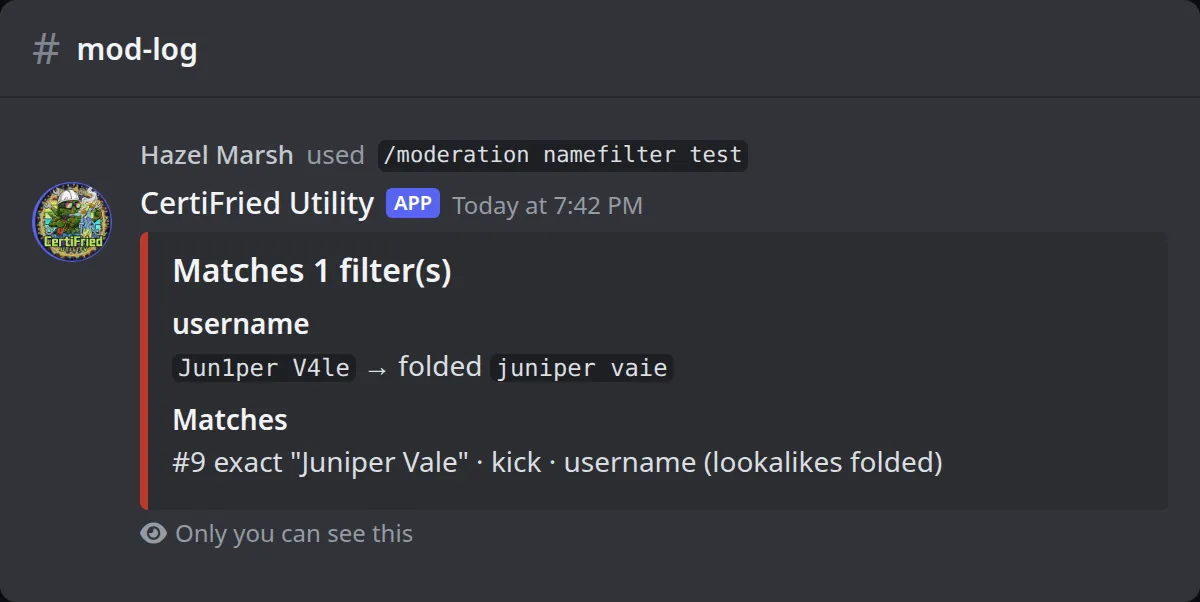 # mod-log
Hazel Marsh used /moderation namefilter test
CertiFried Utility APP Today at 7:42 PM
CertiFried
UTILITY
Matches 1 filter(s)
username
Jun1per V4le → folded juniper vaie
Matches
#9 exact "Juniper Vale" · kick · username (lookalikes folded)
Only you can see this